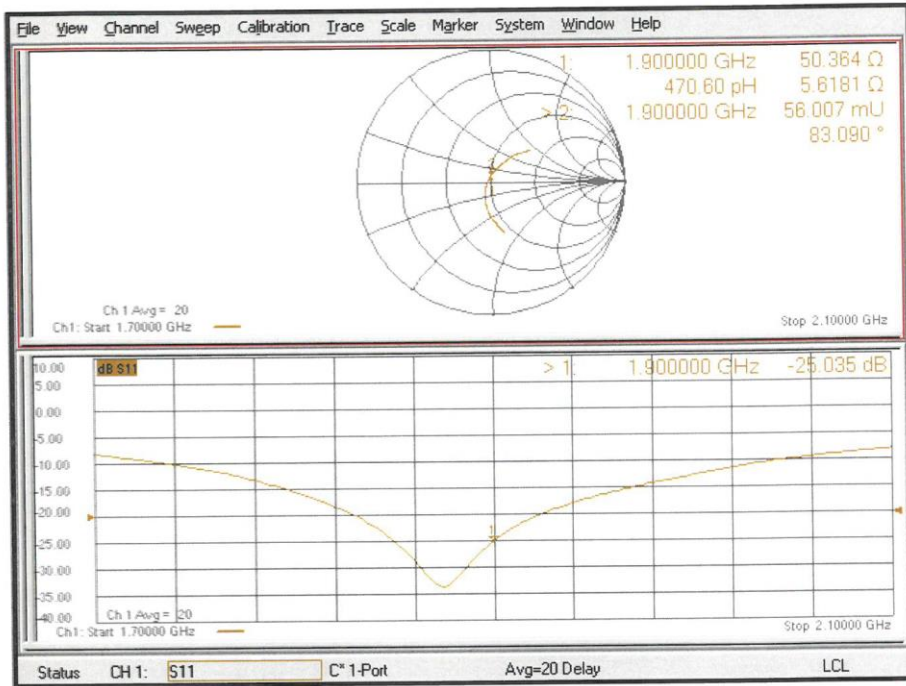 File View Channel Sweep Calibration Trace Scale Marker System Window Help
1: 1.900000 GHz 50.364 Ω
470.60 pH 5.6181 Ω
> 2: 1.900000 GHz 56.007 mU
83.090 °
Ch 1 Avg = 20
Ch1: Start 1.70000 GHz
Stop 2.10000 GHz
dB S11
> 1: 1.900000 GHz -25.035 dB
10.00
5.00
0.00
-5.00
-10.00
-15.00
-20.00
1
-25.00
-30.00
-35.00
-40.00
Ch 1 Avg = 20
Ch1: Start 1.70000 GHz
Stop 2.10000 GHz
Status CH 1: S11 C* 1-Port Avg=20 Delay LCL